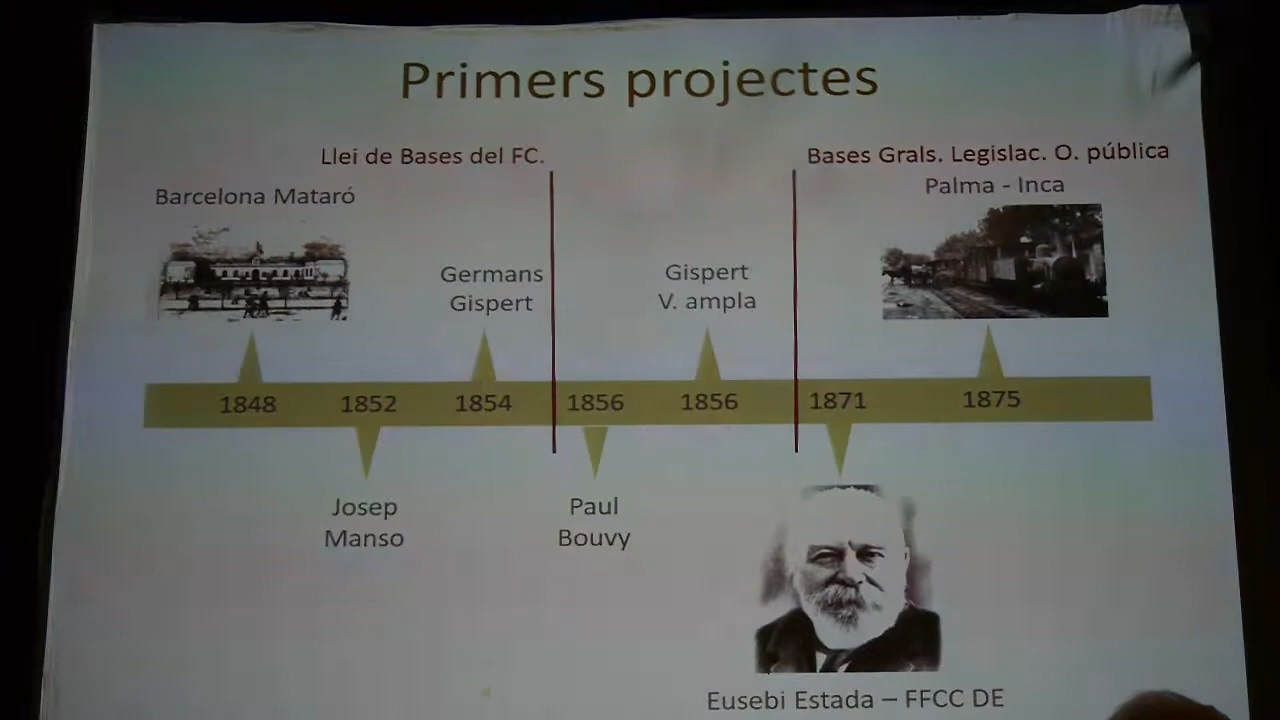 Primers projectes
Llei de Bases del FC.
Bases Grals. Legislac. O. pública
Barcelona Mataró
Palma - Inca
Germans
Gispert
Gispert
V. ampla
1848 1852 1854 1856 1856 1871 1875
Josep
Manso
Paul
Bouvy
Eusebi Estada – FFCC DE